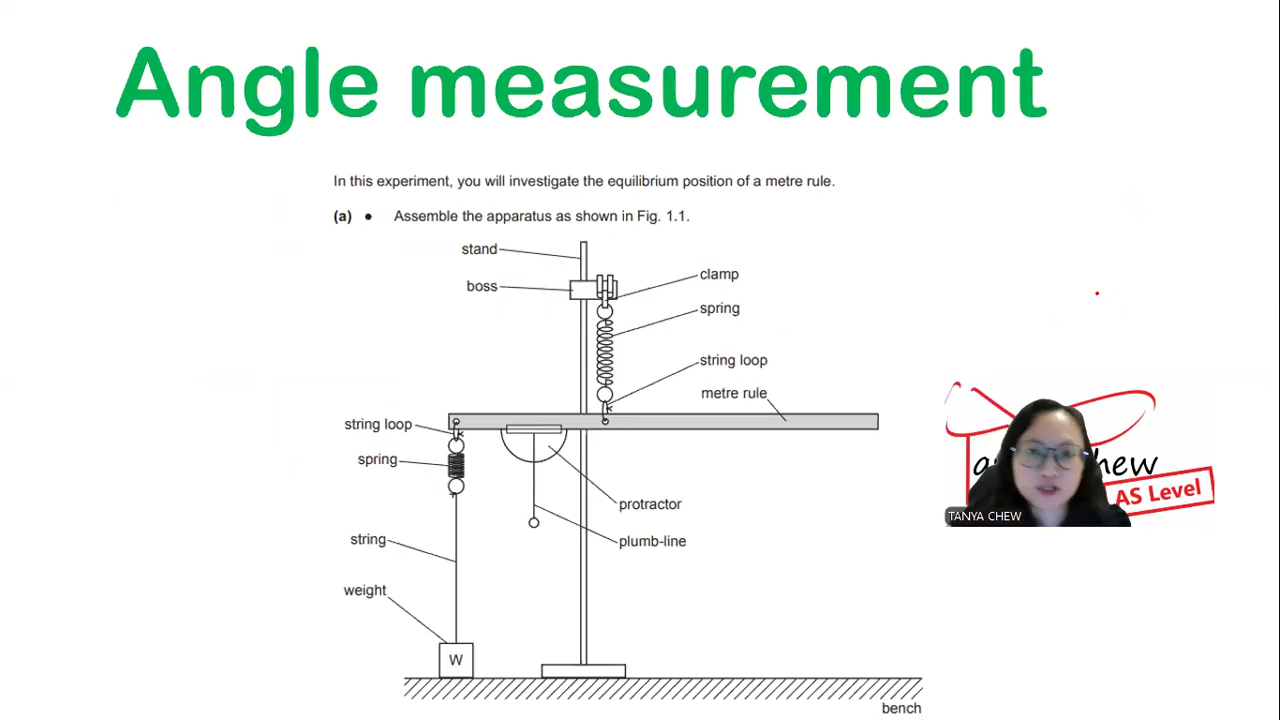 Angle measurement
In this experiment, you will investigate the equilibrium position of a metre rule.
(a) • Assemble the apparatus as shown in Fig. 1.1.
stand
clamp
boss
spring
string loop
metre rule
string loop
spring
protractor
plumb-line
string
weight
W
bench
hew
AS Level
TANYA CHEW